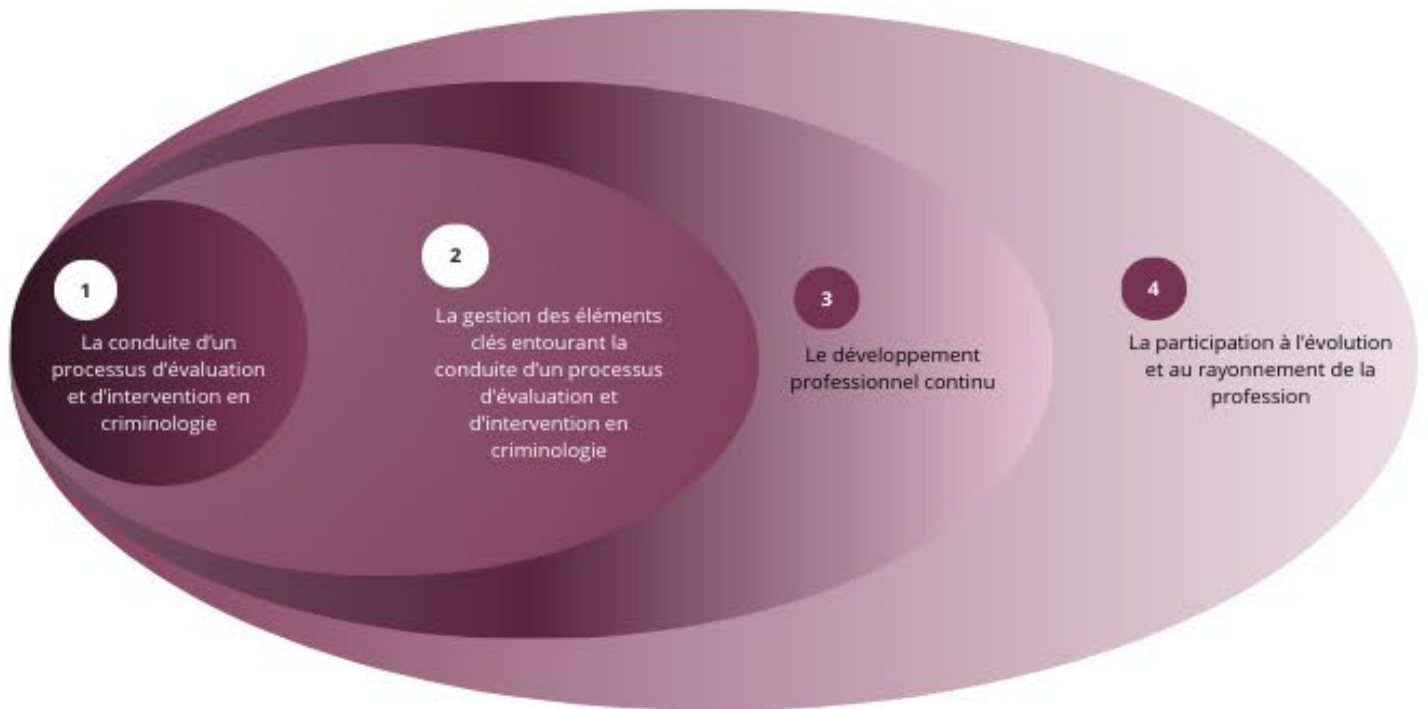 1
La conduite d'un
processus d'évaluation
et d'intervention en
criminologie
2
La gestion des éléments
clés entourant la
conduite d'un processus
d'évaluation et
d'intervention en
criminologie
3
Le développement
professionnel continu
4
La participation à l'évolution
et au rayonnement de la
profession